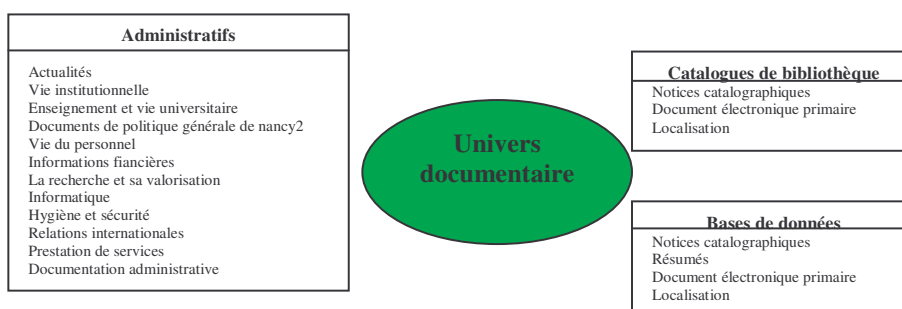 Administratifs
Actualités
Vie institutionnelle
Enseignement et vie universitaire
Documents de politique générale de nancy2
Vie du personnel
Informations fiancières
La recherche et sa valorisation
Informatique
Hygiène et sécurité
Relations internationales
Prestation de services
Documentation administrative
Univers
documentaire
Catalogues de bibliothèque
Notices catalographiques
Document électronique primaire
Localisation
Bases de données
Notices catalographiques
Résumés
Document électronique primaire
Localisation